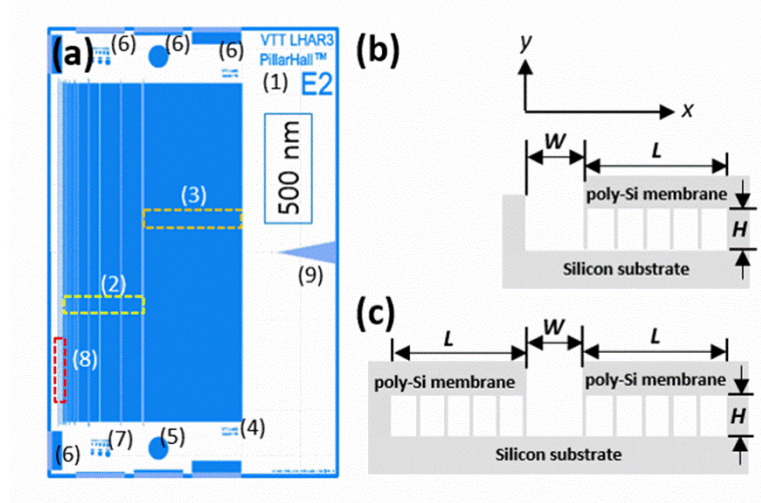 (a)
(6)
(6)
(6)
VTT LHAR3
PillarHall™
(1) E2
500 nm
(3)
(2)
(9)
(8)
(4)
(5)
(7)
(6)
(b)
y
x
W
L
poly-Si membrane
H
Silicon substrate
(c)
L
W
L
poly-Si membrane
poly-Si membrane
H
Silicon substrate